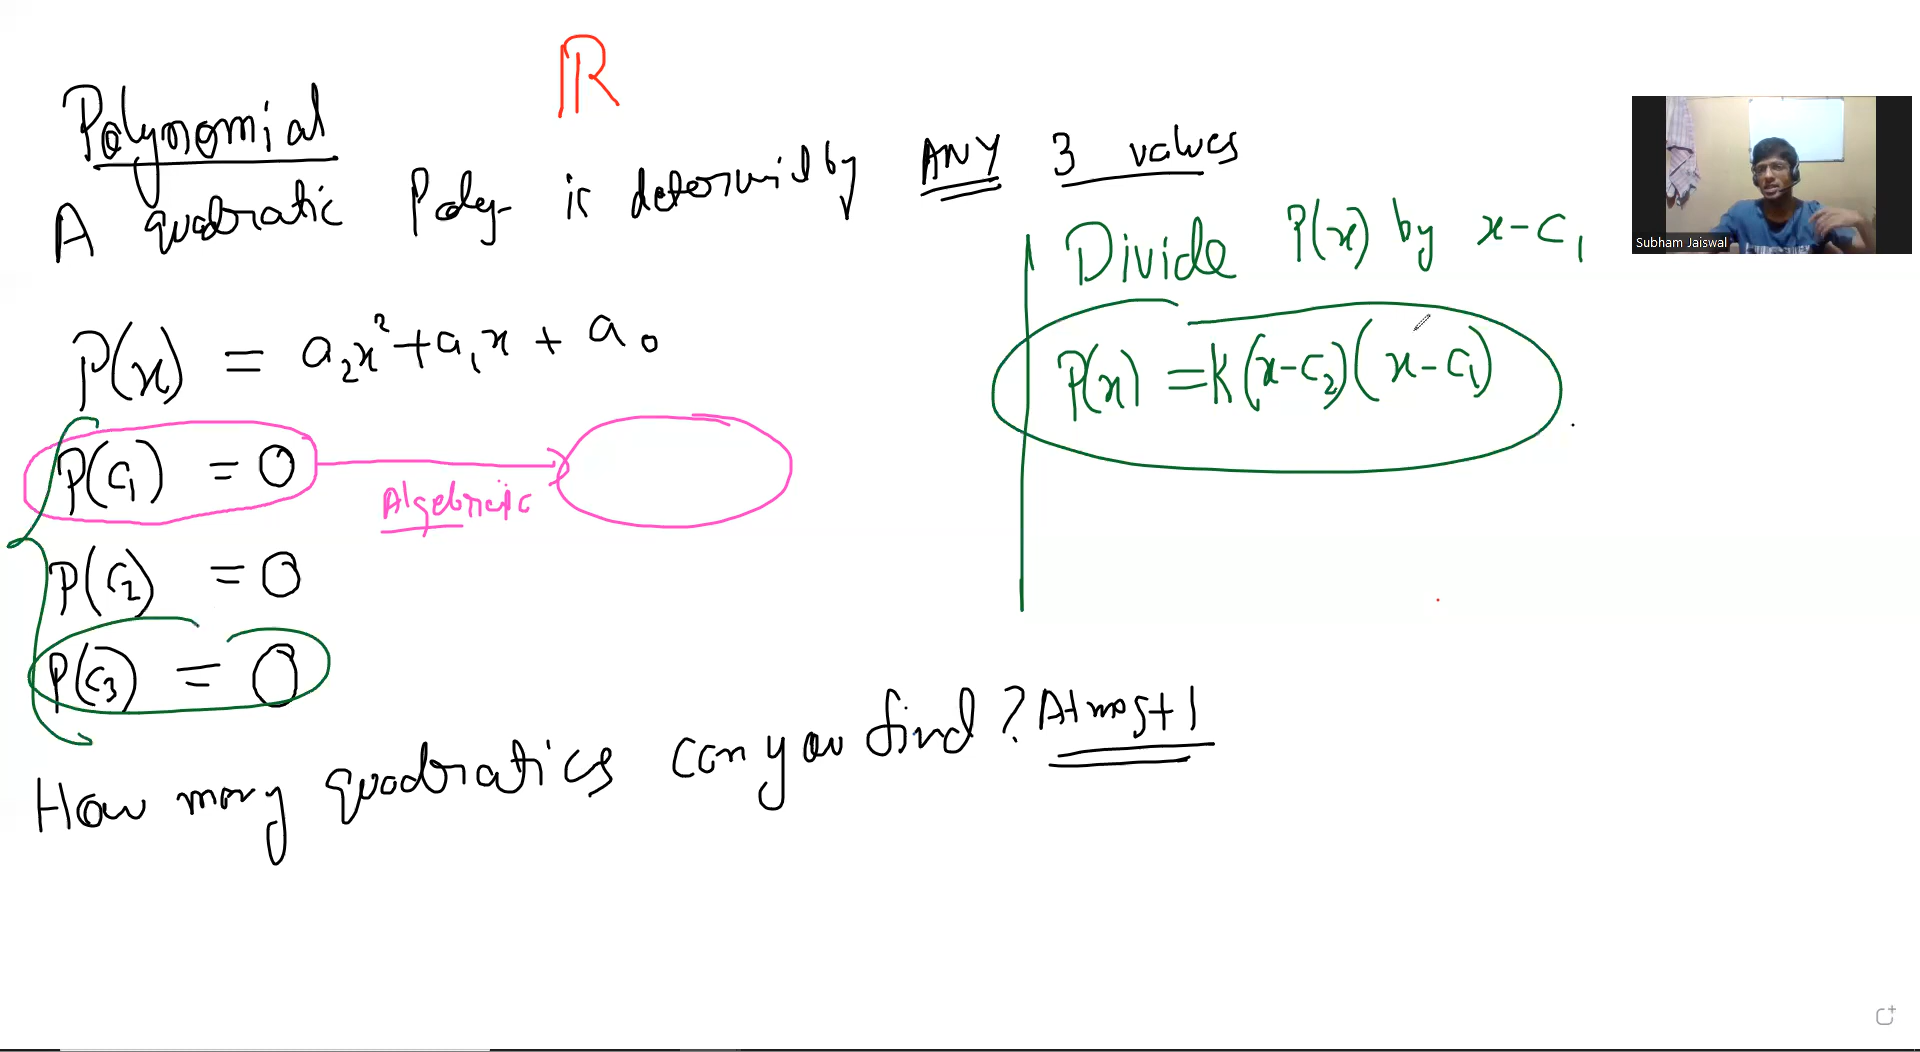 ℝ
Polynomial
A quadratic Poly- is determined by ANY 3 values
P(x) = a₂x² + a₁x + a₀
P(c₁) = 0
Algebraic
P(c₂) = 0
P(c₃) = 0
How many quadratics can you find? Atmost 1
Divide P(x) by x-c₁
P(x) = K(x-c₂)(x-c₁)
Subham Jaiswal